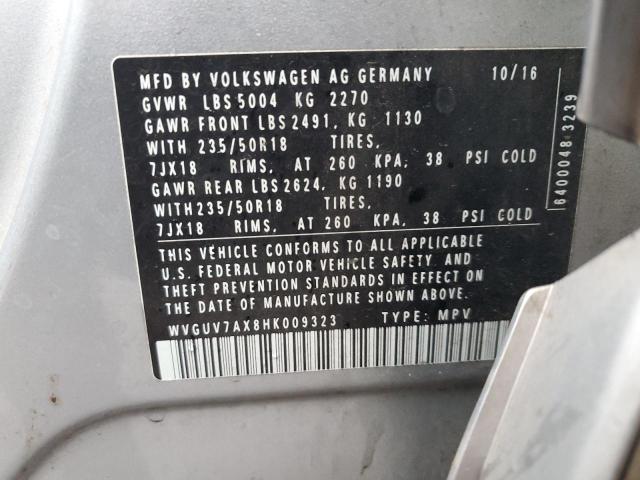 MFD BY VOLKSWAGEN AG GERMANY 10/16
GVWR LBS 5004 KG 2270
GAWR FRONT LBS 2491, KG 1130
WITH 235/50R18 TIRES,
7JX18 RIMS, AT 260 KPA, 38 PSI COLD
GAWR REAR LBS 2624, KG 1190
WITH 235/50R18 TIRES,
7JX18 RIMS, AT 260 KPA, 38 PSI COLD
THIS VEHICLE CONFORMS TO ALL APPLICABLE
U.S. FEDERAL MOTOR VEHICLE SAFETY, AND
THEFT PREVENTION STANDARDS IN EFFECT ON
THE DATE OF MANUFACTURE SHOWN ABOVE.
WVGUV7AX8HK009323 TYPE: MPV
64000483239